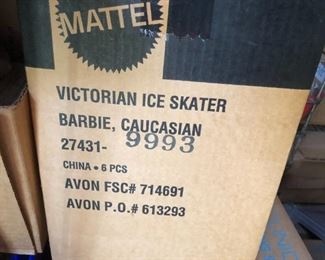 MATTEL
VICTORIAN ICE SKATER
BARBIE, CAUCASIAN
27431- 9993
CHINA • 6 PCS
AVON FSC# 714691
AVON P.O.# 613293